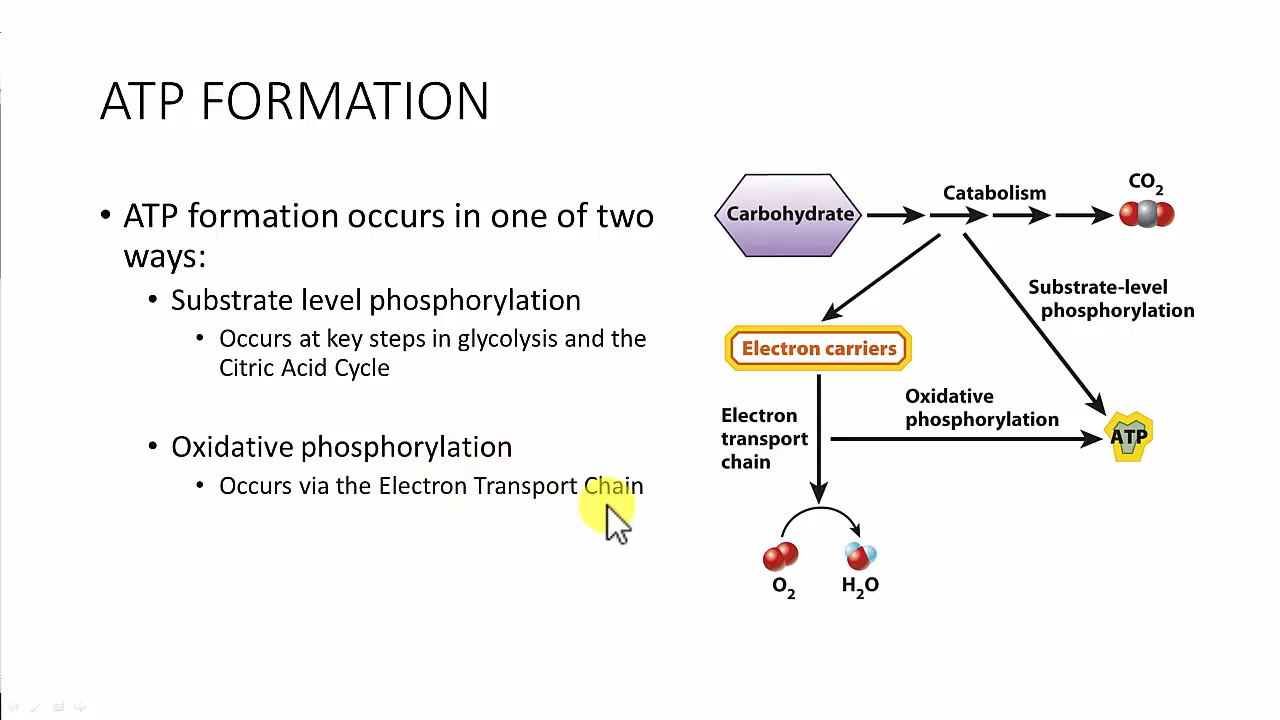 ATP FORMATION
• ATP formation occurs in one of two
ways:
• Substrate level phosphorylation
• Occurs at key steps in glycolysis and the
Citric Acid Cycle
• Oxidative phosphorylation
• Occurs via the Electron Transport Chain
Carbohydrate
Catabolism
CO2
Substrate-level
phosphorylation
Electron carriers
Electron
transport
chain
Oxidative
phosphorylation
ATP
O2
H2O